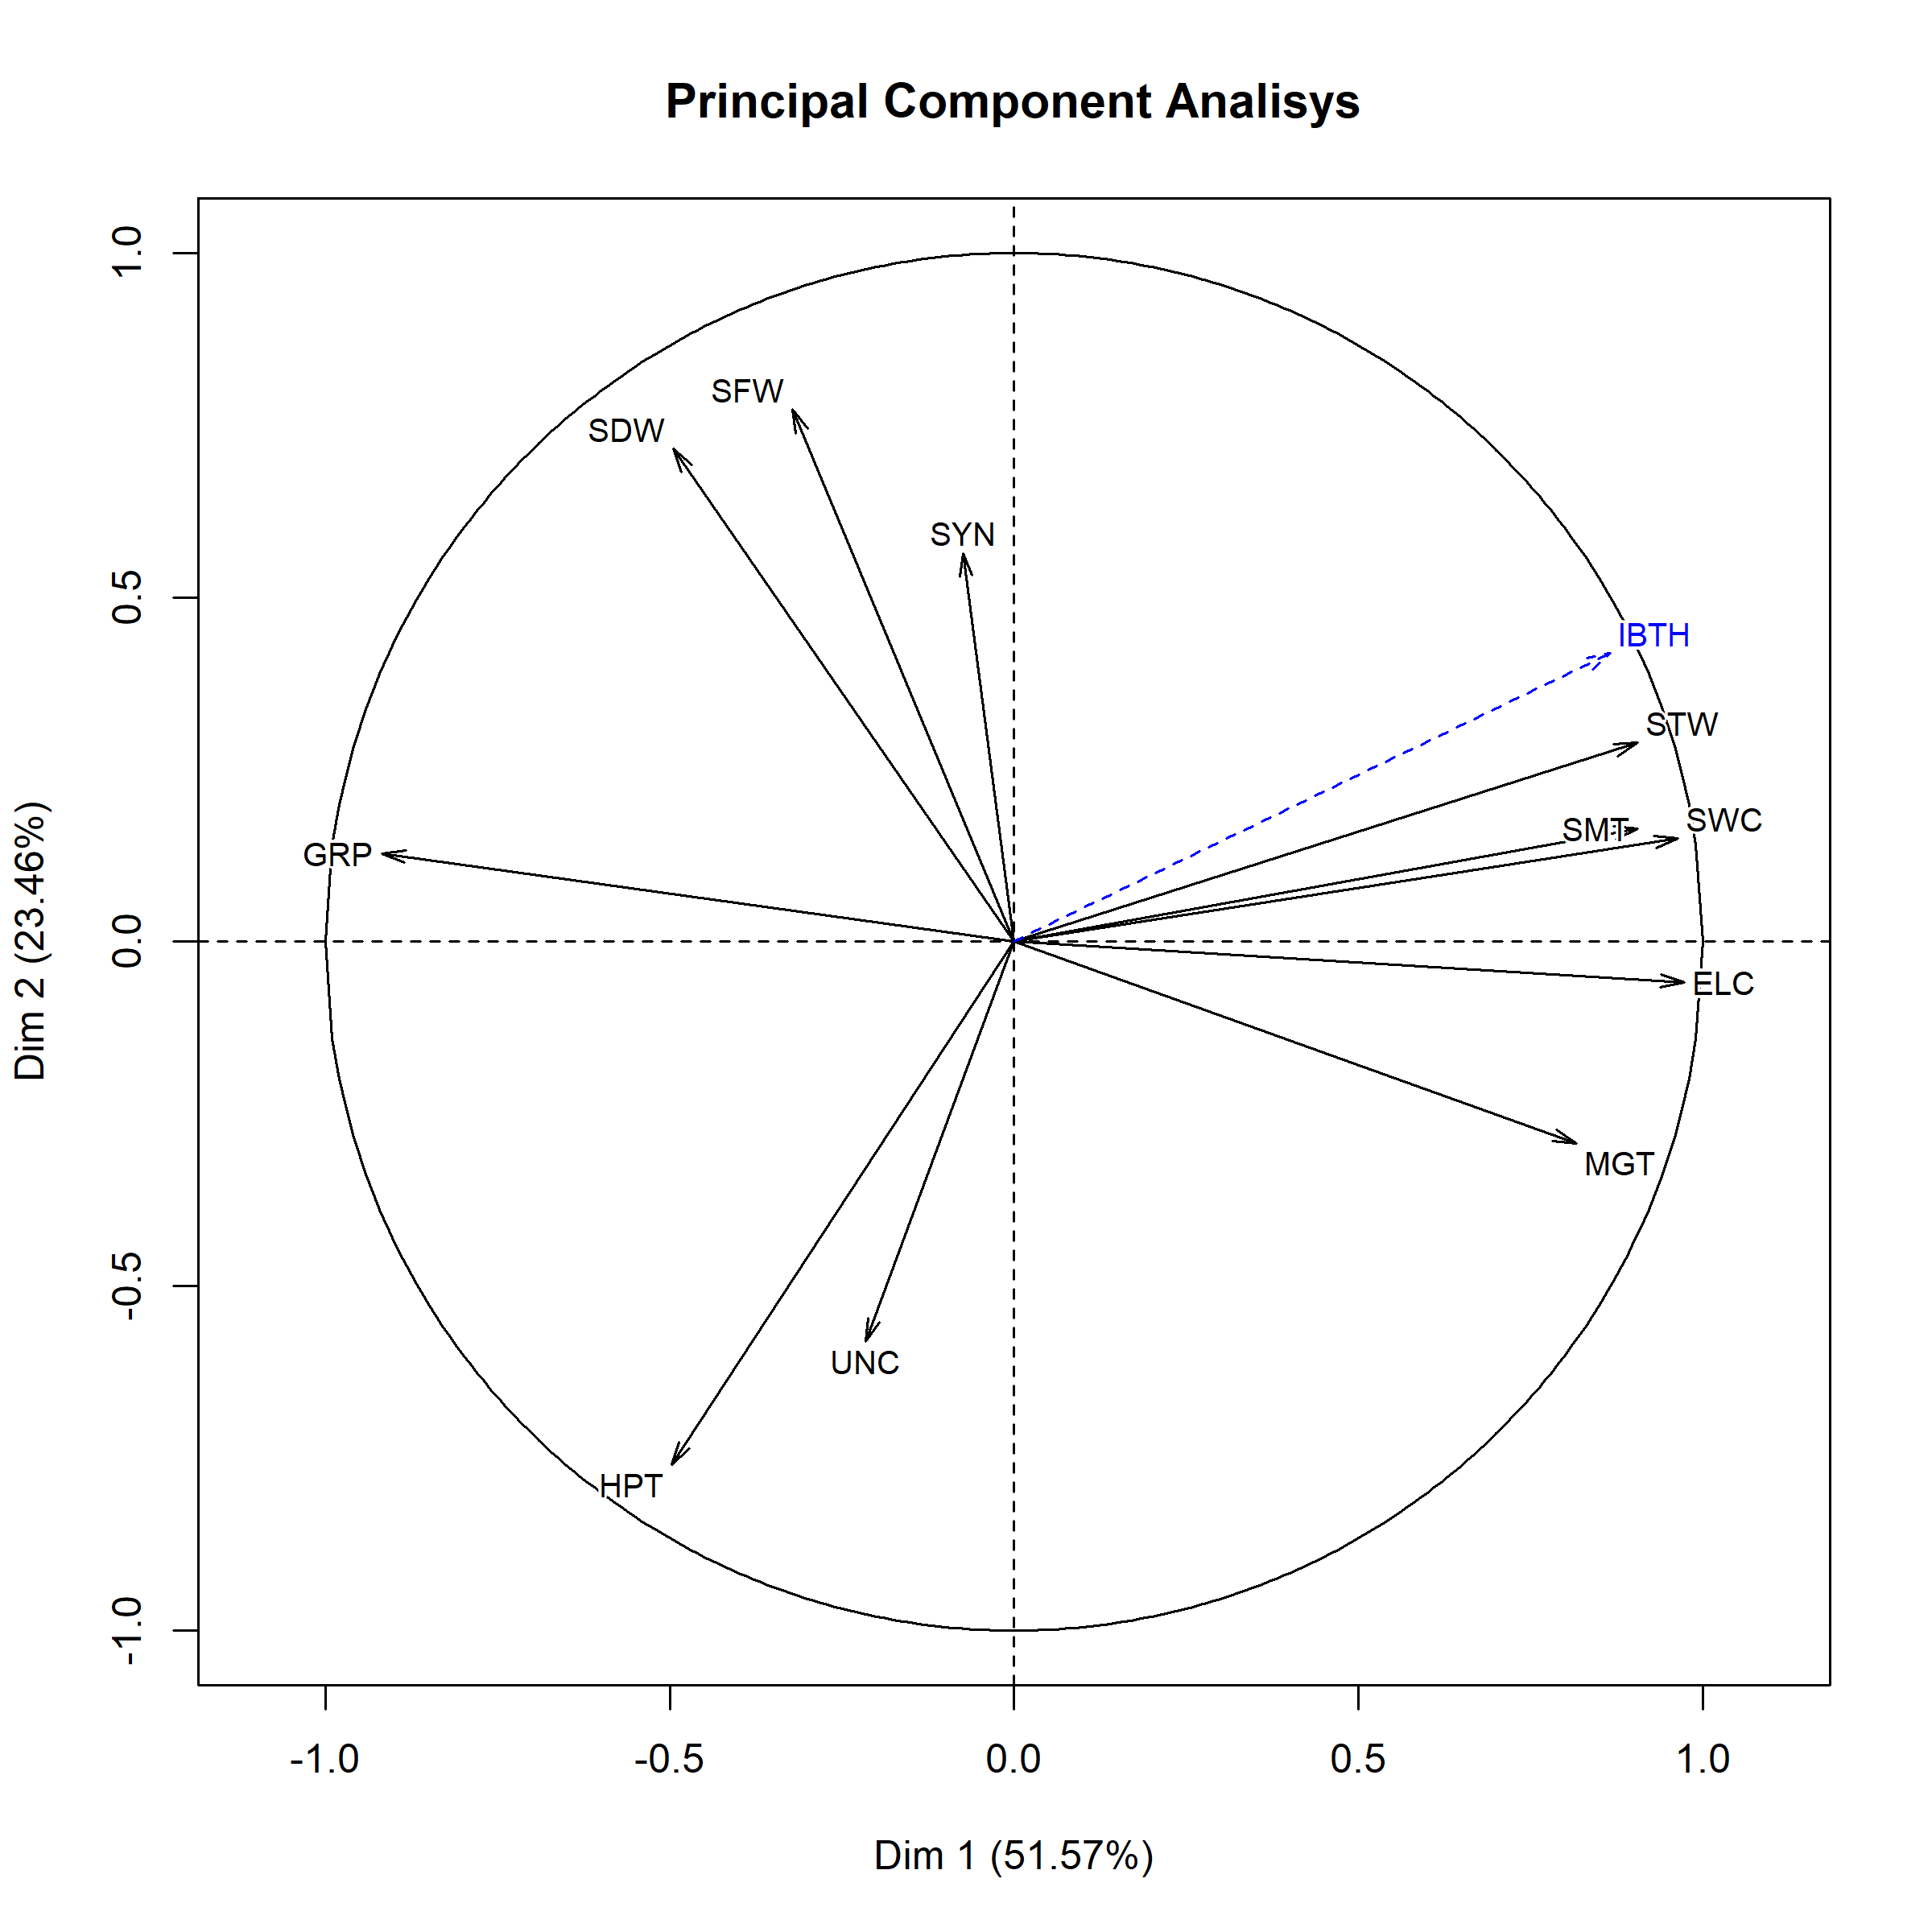 Principal Component Analisys
1.0
0.5
0.0
-0.5
-1.0
Dim 2 (23.46%)
SFW
SDW
SYN
IBTH
STW
SWC
SMT
GRP
ELC
MGT
UNC
HPT
-1.0
-0.5
0.0
0.5
1.0
Dim 1 (51.57%)